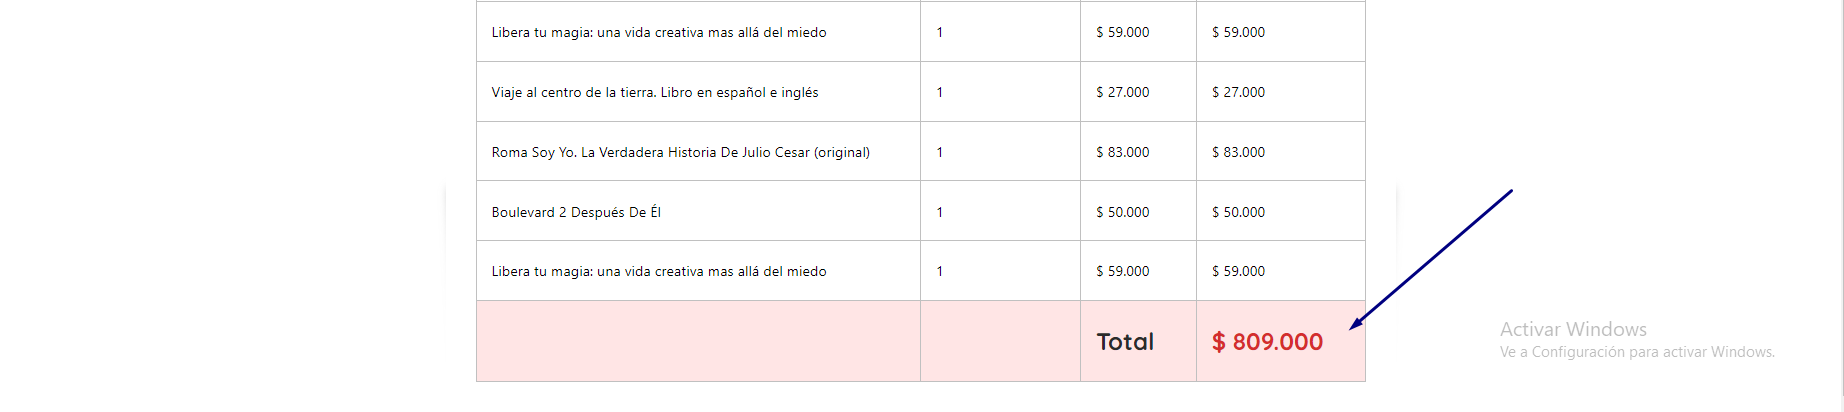 Libera tu magia: una vida creativa mas allá del miedo 1 $ 59.000 $ 59.000
Viaje al centro de la tierra. Libro en español e inglés 1 $ 27.000 $ 27.000
Roma Soy Yo. La Verdadera Historia De Julio Cesar (original) 1 $ 83.000 $ 83.000
Boulevard 2 Después De Él 1 $ 50.000 $ 50.000
Libera tu magia: una vida creativa mas allá del miedo 1 $ 59.000 $ 59.000
Total $ 809.000
Activar Windows
Ve a Configuración para activar Windows.